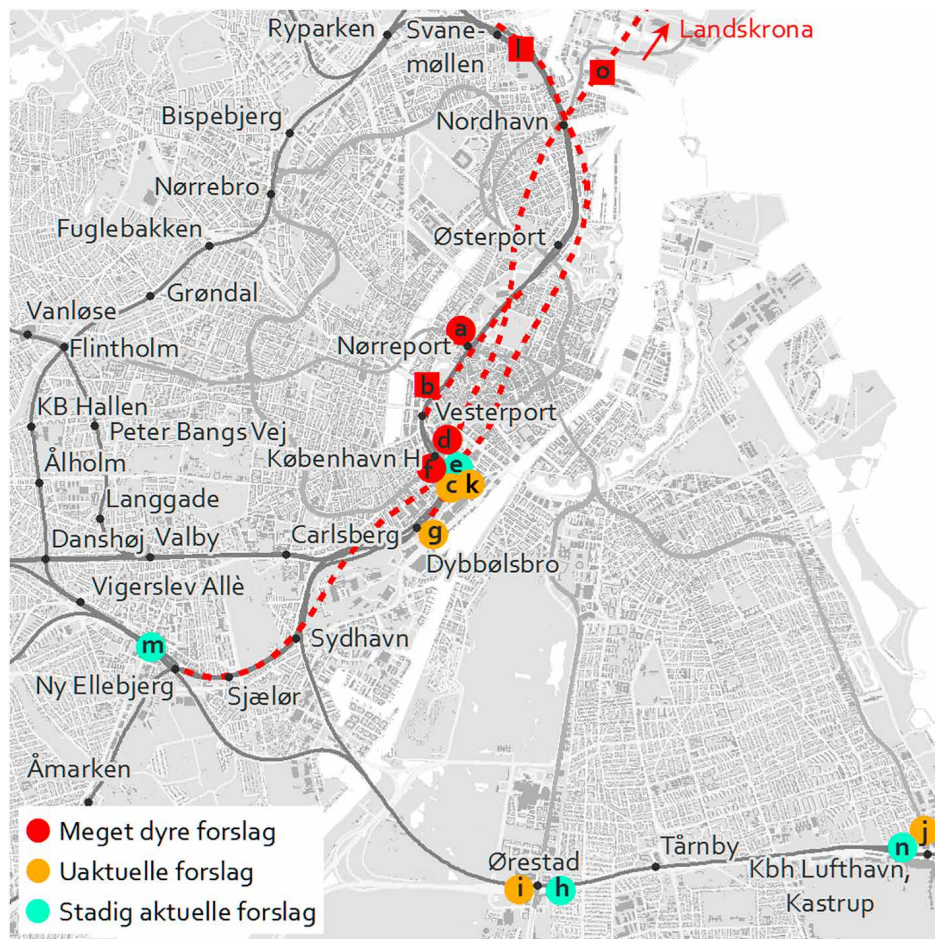 Ryparken
Svane-
møllen
l
Landskrona
o
Nordhavn
Bispebjerg
Nørrebro
Fuglebakken
Østerport
Grøndal
Vanløse
Flintholm
a
Nørreport
b
KB Hallen
Vesterport
Peter Bangs Vej
d
København H
e
f
Ålholm
c
k
Langgade
g
Danshøj
Valby
Carlsberg
Dybbølsbro
Vigerslev Allè
m
Sydhavn
Ny Ellebjerg
Sjælør
Åmarken
Meget dyre forslag
Uaktuelle forslag
Stadig aktuelle forslag
Ørestad
i
h
Tårnby
j
n
Kbh Lufthavn,
Kastrup